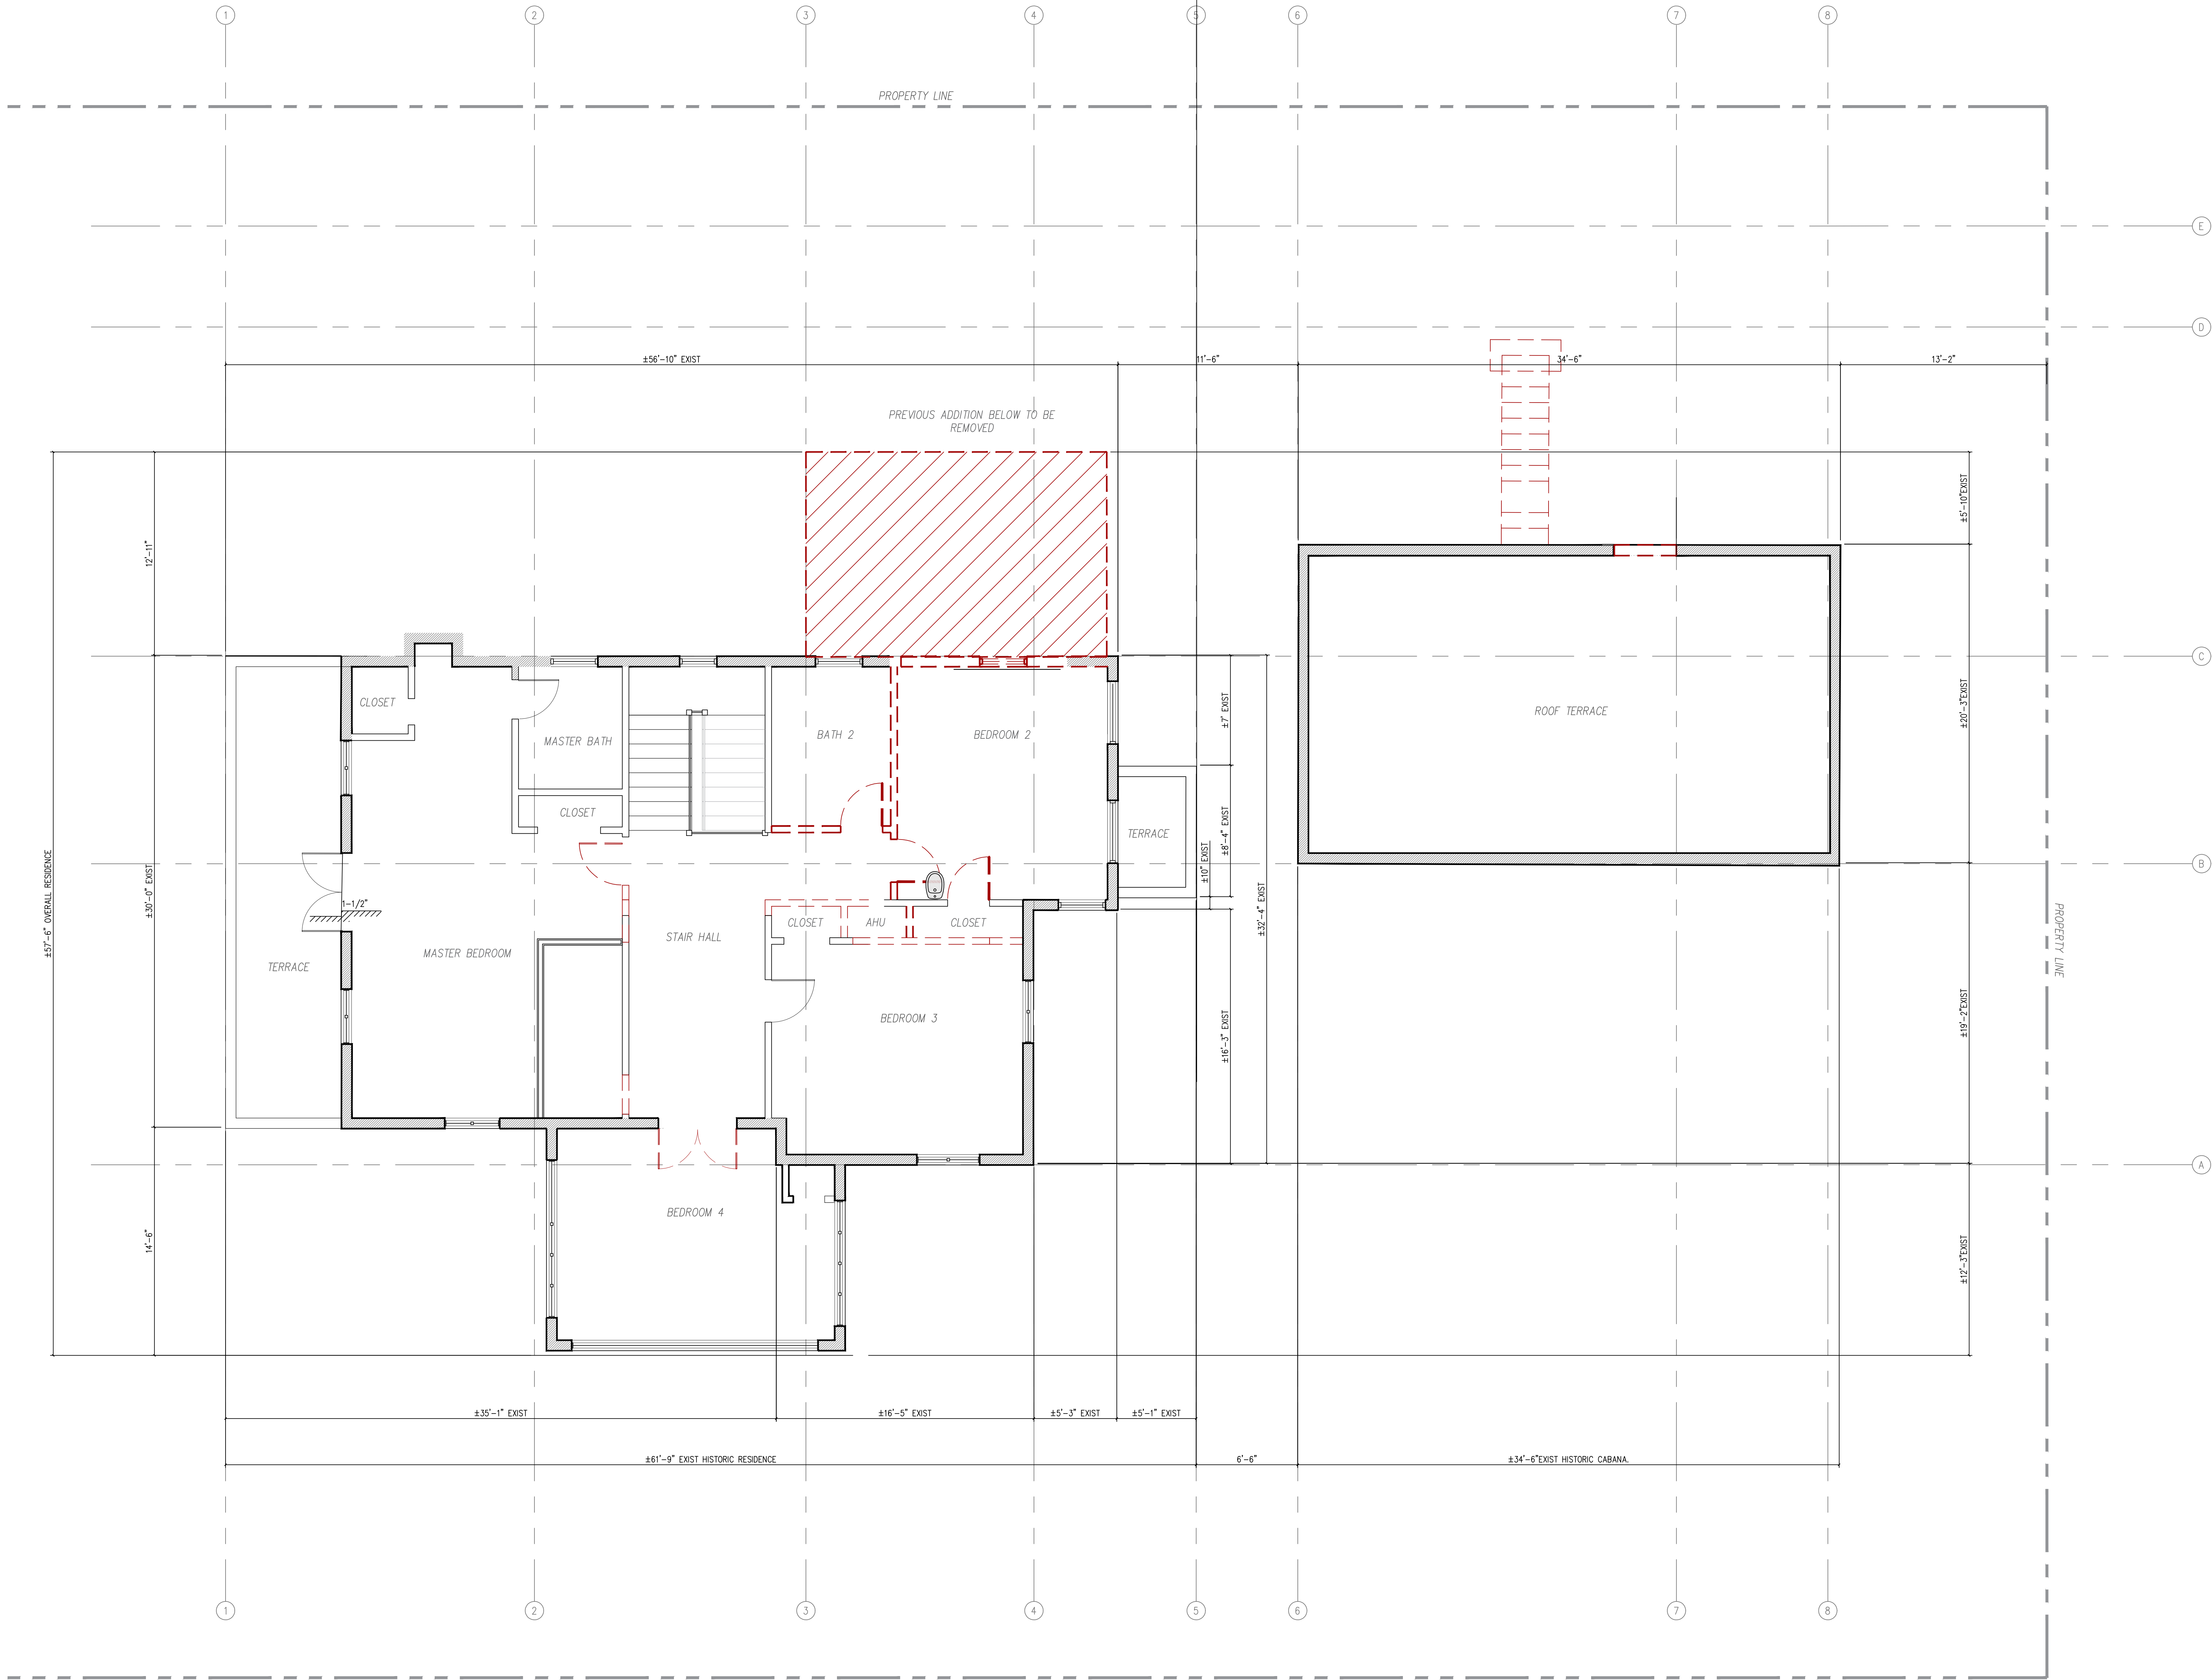 1 2 3 4 5 6 7 8
PROPERTY LINE
E
D
±56'-10" EXIST
11'-6"
34'-6"
13'-2"
PREVIOUS ADDITION BELOW TO BE
REMOVED
±5'-10"EXIST
12'-11"
C
CLOSET
MASTER BATH
BATH 2
BEDROOM 2
±7' EXIST
ROOF TERRACE
±20'-3"EXIST
CLOSET
TERRACE
±8'-4" EXIST
±10" EXIST
B
±57'-6" OVERALL RESIDENCE
±30'-0" EXIST
1-1/2"
CLOSET
AHU
CLOSET
±32'-4" EXIST
STAIR HALL
MASTER BEDROOM
TERRACE
PROPERTY LINE
BEDROOM 3
±16'-3" EXIST
±19'-2"EXIST
A
BEDROOM 4
14'-6"
±12'-3"EXIST
±35'-1" EXIST
±16'-5" EXIST
±5'-3" EXIST
±5'-1" EXIST
±61'-9" EXIST HISTORIC RESIDENCE
6'-6"
±34'-6"EXIST HISTORIC CABANA.
1 2 3 4 5 6 7 8